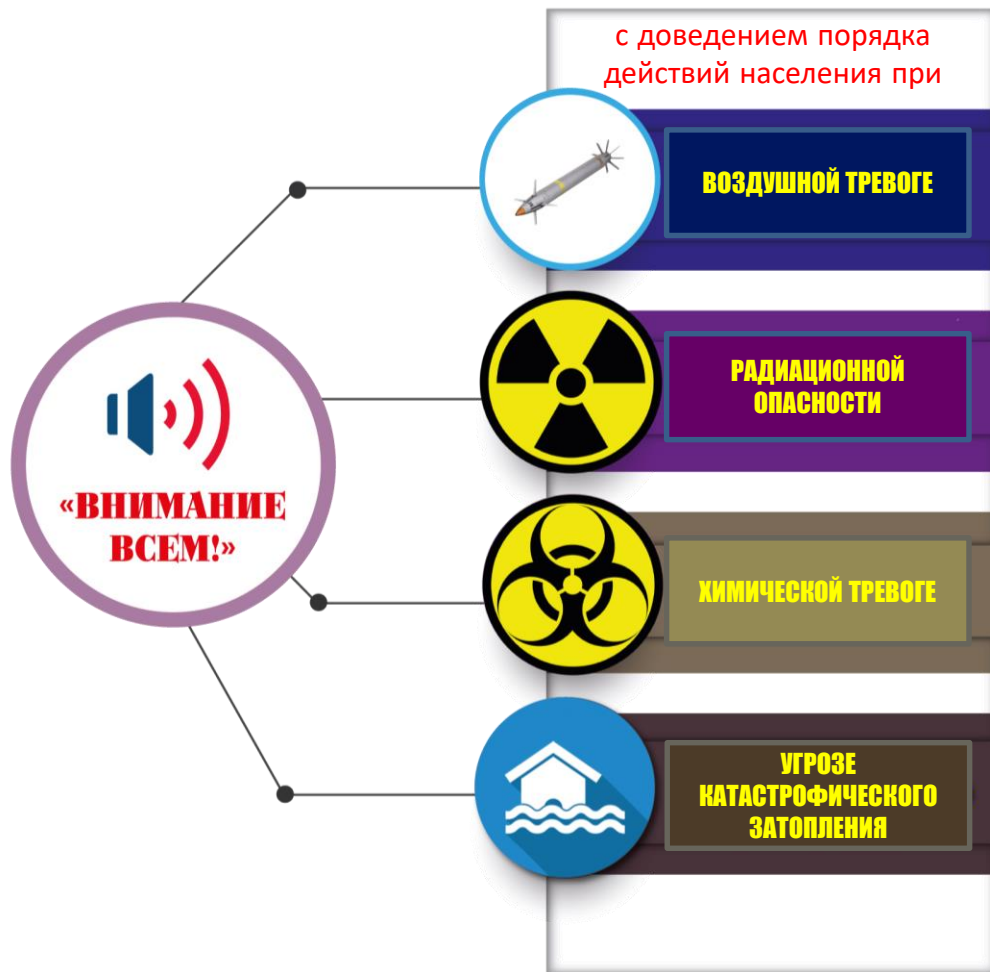 с доведением порядка
действий населения при
ВОЗДУШНОЙ ТРЕВОГЕ
РАДИАЦИОННОЙ
ОПАСНОСТИ
«ВНИМАНИЕ
ВСЕМ!»
ХИМИЧЕСКОЙ ТРЕВОГЕ
УГРОЗЕ
КАТАСТРОФИЧЕСКОГО
ЗАТОПЛЕНИЯ